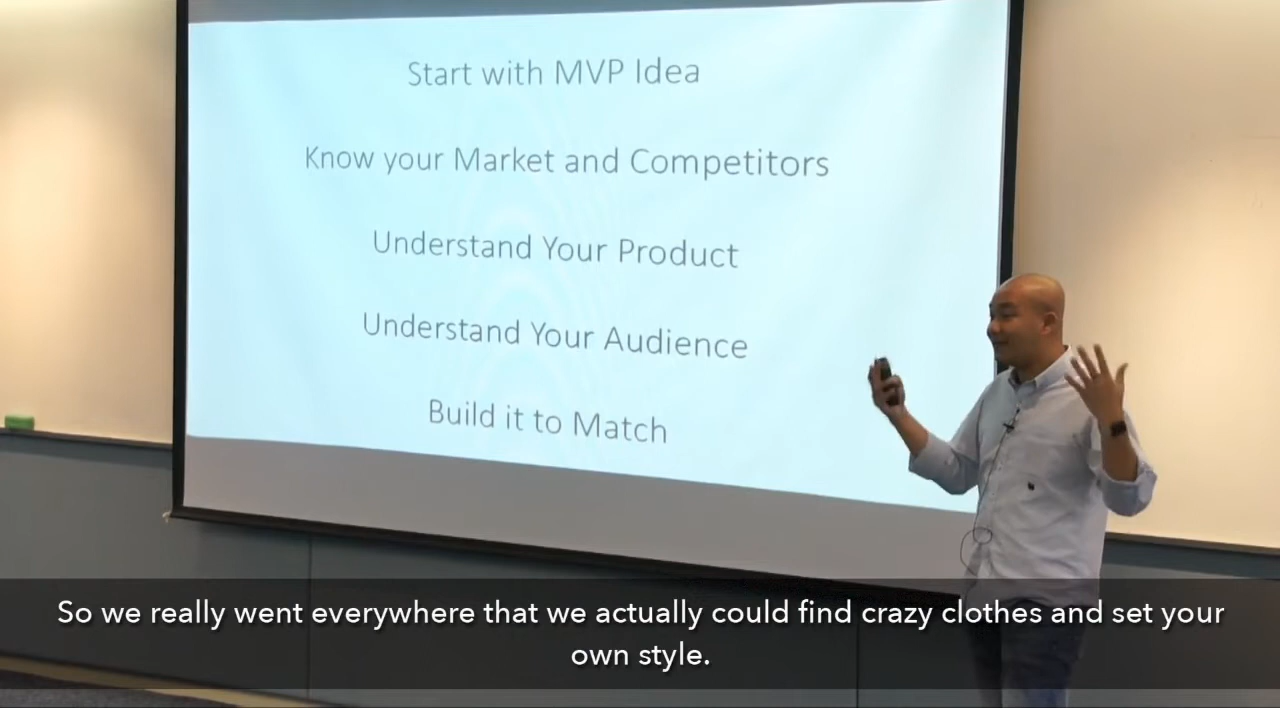 Start with MVP Idea
Know your Market and Competitors
Understand Your Product
Understand Your Audience
Build it to Match
So we really went everywhere that we actually could find crazy clothes and set your
own style.